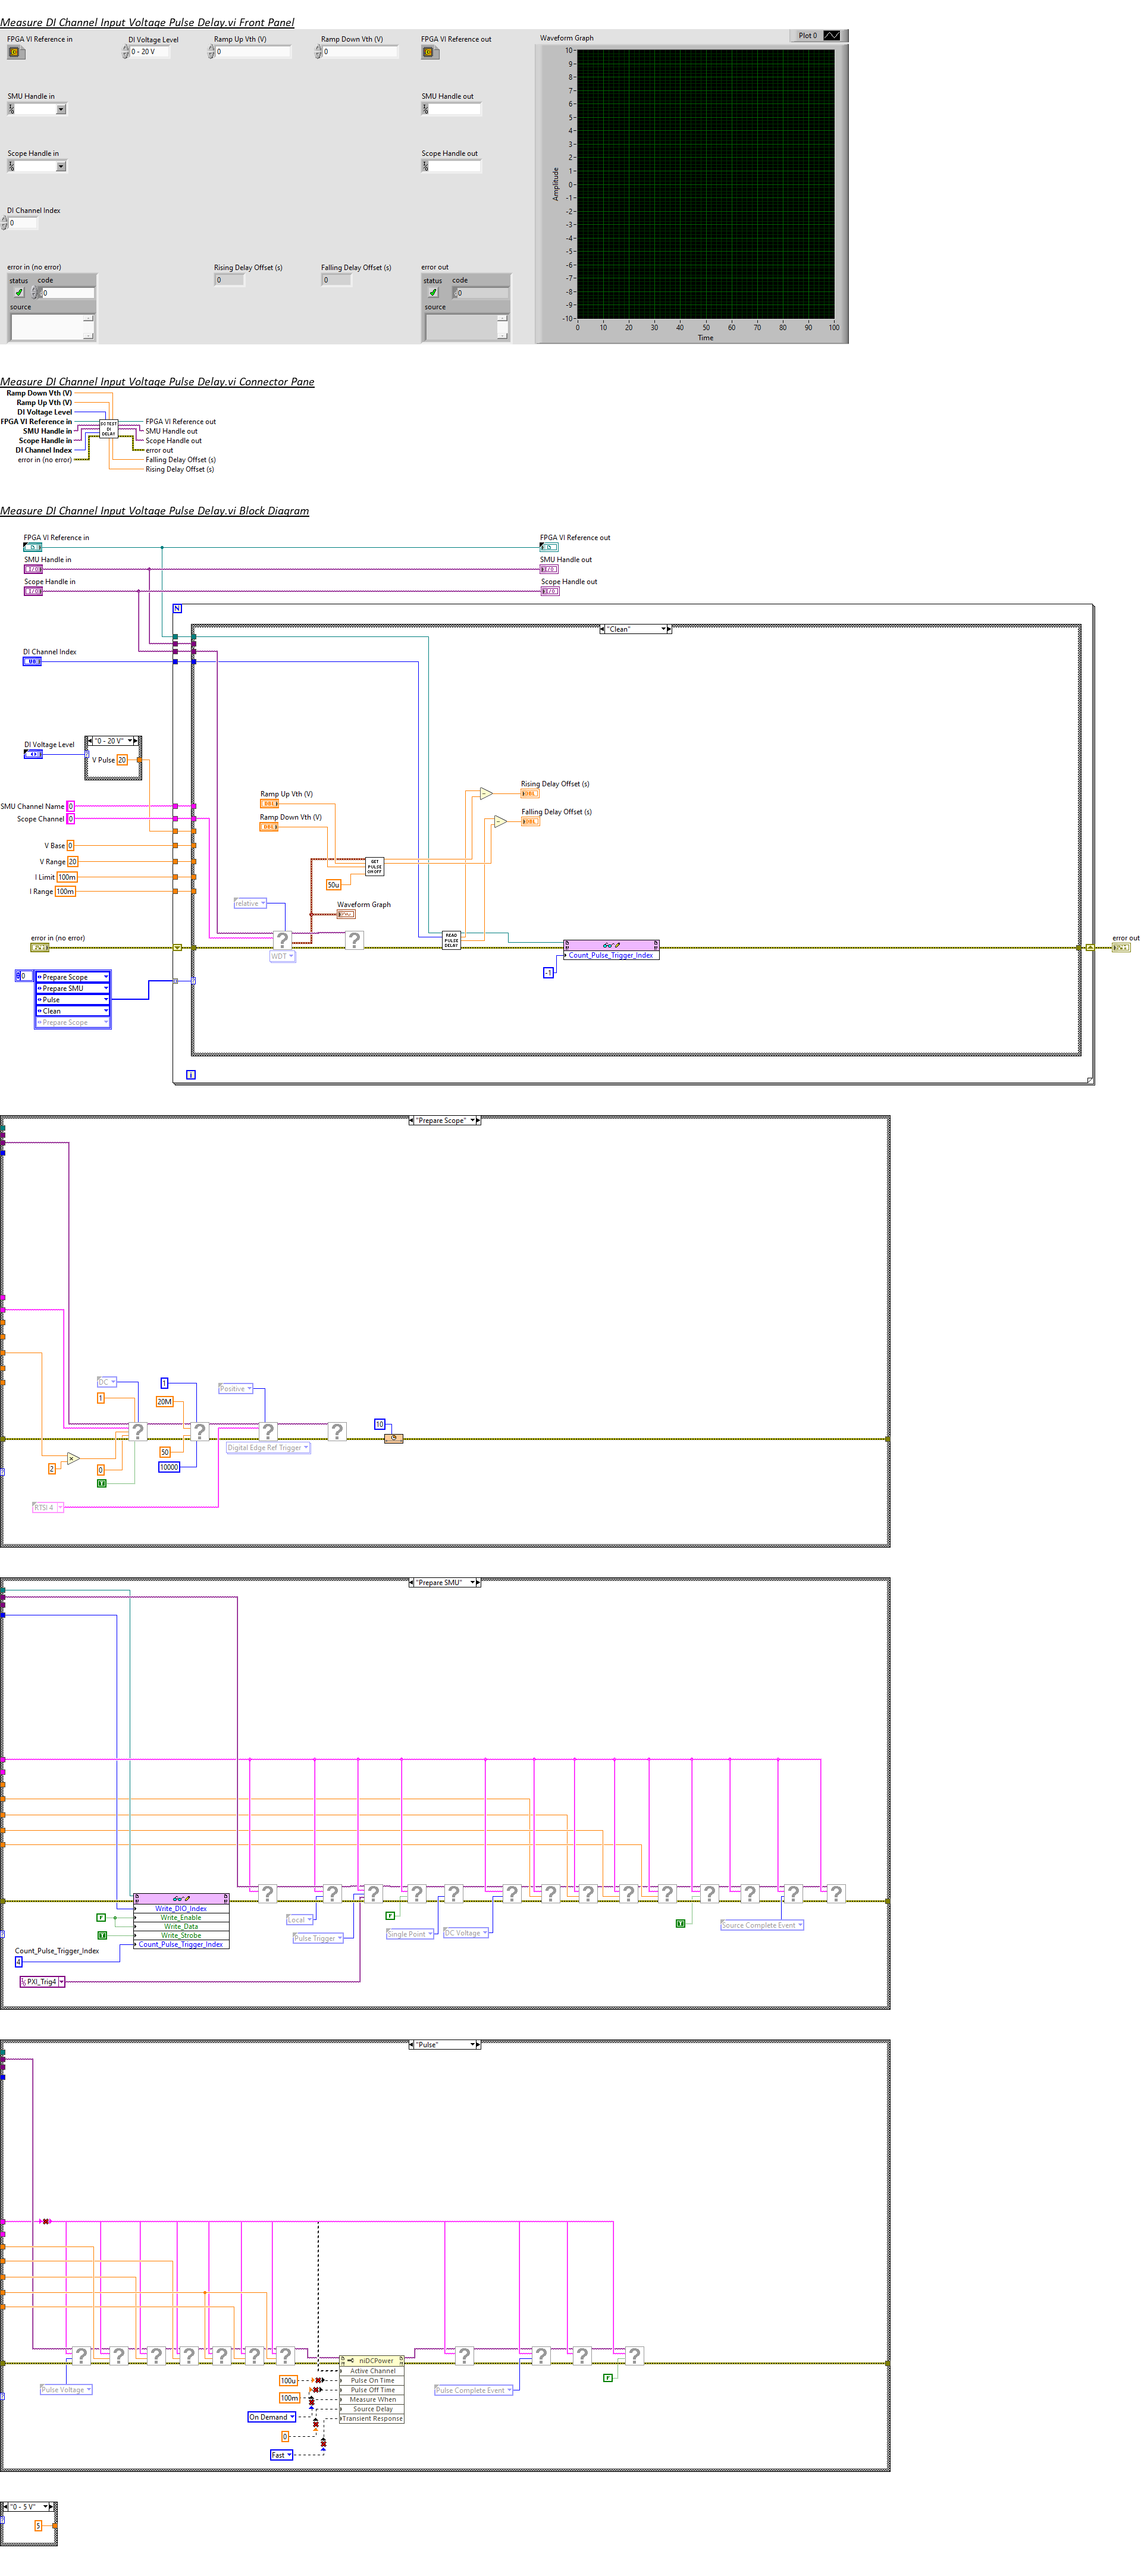 Measure DI Channel Input Voltage Pulse Delay.vi Front Panel
FPGA VI Reference in
DI Voltage Level
0 - 20 V
Ramp Up Vth (V)
0
Ramp Down Vth (V)
0
FPGA VI Reference out
Waveform Graph
Plot 0
SMU Handle in
SMU Handle out
Scope Handle in
Scope Handle out
DI Channel Index
0
error in (no error)
status code
0
source
Rising Delay Offset (s)
0
Falling Delay Offset (s)
0
error out
status code
0
source
Amplitude
10
9
8
7
6
5
4
3
2
1
0
-1
-2
-3
-4
-5
-6
-7
-8
-9
-10
0 10 20 30 40 50 60 70 80 90 100
Time
Measure DI Channel Input Voltage Pulse Delay.vi Connector Pane
Ramp Down Vth (V)
Ramp Up Vth (V)
DI Voltage Level
FPGA VI Reference in
SMU Handle in
Scope Handle in
DI Channel Index
error in (no error)
TEST
DI
DELAY
FPGA VI Reference out
SMU Handle out
Scope Handle out
error out
Falling Delay Offset (s)
Rising Delay Offset (s)
Measure DI Channel Input Voltage Pulse Delay.vi Block Diagram
FPGA VI Reference in
FPGA VI Reference out
SMU Handle in
SMU Handle out
Scope Handle in
Scope Handle out
N
"Clean"
DI Channel Index
DI Voltage Level
"0 - 20 V"
V Pulse 20
SMU Channel Name 0
Scope Channel 0
V Base 0
V Range 20
I Limit 100m
I Range 100m
Ramp Up Vth (V)
Ramp Down Vth (V)
Rising Delay Offset (s)
Falling Delay Offset (s)
GET
PULSE
ON OFF
50u
relative
Waveform Graph
? ?
WDT
READ
PULSE
DELAY
Count_Pulse_Trigger_Index
-1
error in (no error)
error out
0
Prepare Scope
Prepare SMU
Pulse
Clean
Prepare Scope
i
"Prepare Scope"
DC
1
1
20M
Positive
10
? ? ? ?
2
0
T
50
10000
Digital Edge Ref Trigger
RTSI 4
"Prepare SMU"
? ? ? ? ? ? ? ? ? ? ? ? ? ?
Write_DIO_Index
Write_Enable
Write_Data
Write_Strobe
Count_Pulse_Trigger_Index
F
T
Count_Pulse_Trigger_Index
4
PXI_Trig4
Local
Pulse Trigger
F
Single Point
DC Voltage
T
Source Complete Event
"Pulse"
? ? ? ? ? ? ? ? ? ? ?
Pulse Voltage
niDCPower
Active Channel
Pulse On Time
Pulse Off Time
Measure When
Source Delay
Transient Response
100u
100m
On Demand
0
Fast
Pulse Complete Event
F
"0 - 5 V"
5